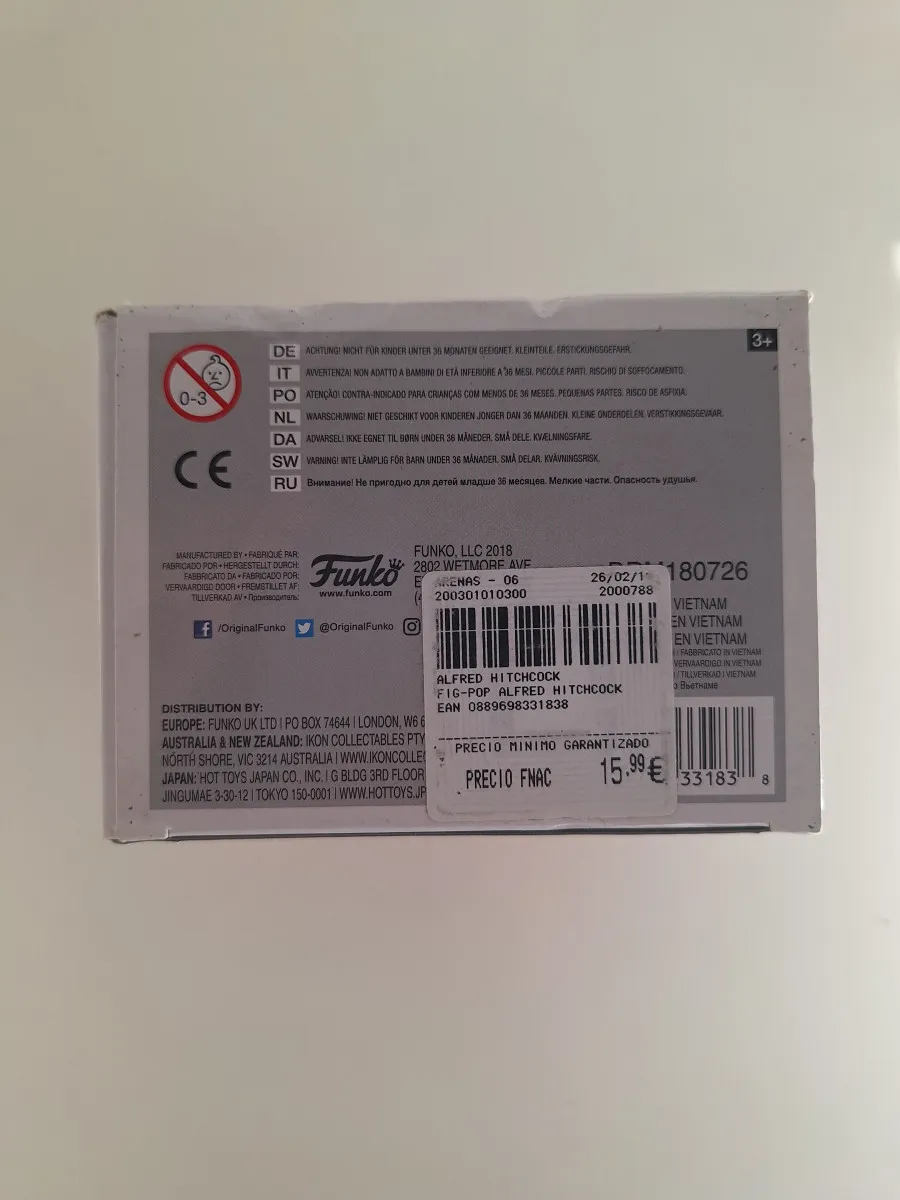 3+
0-3
DE ACHTUNG! NICHT FÜR KINDER UNTER 36 MONATEN GEEIGNET. KLEINTEILE. ERSTICKUNGSGEFAHR.
IT AVVERTENZA! NON ADATTO A BAMBINI DI ETÀ INFERIORE A 36 MESI. PICCOLE PARTI. RISCHIO DI SOFFOCAMENTO.
PO ATENÇÃO! CONTRA-INDICADO PARA CRIANÇAS COM MENOS DE 36 MESES. PEQUENAS PARTES. RISCO DE ASFIXIA.
NL WAARSCHUWING! NIET GESCHIKT VOOR KINDEREN JONGER DAN 36 MAANDEN. KLEINE ONDERDELEN. VERSTIKKINGSGEVAAR.
DA ADVARSEL! IKKE EGNET TIL BØRN UNDER 36 MÅNEDER. SMÅ DELE. KVÆLNINGSFARE.
SW VARNING! INTE LÄMPLIG FÖR BARN UNDER 36 MÅNADER. SMÅ DELAR. KVÄVNINGSRISK.
RU Внимание! Не пригодно для детей младше 36 месяцев. Мелкие части. Опасность удушья.
CE
MANUFACTURED BY • FABRIQUÉ PAR:
FABRICADO POR • HERGESTELLT DURCH:
FABBRICATO DA • FABRICADO POR:
VERVAARDIGD DOOR • FREMSTILLET AF:
TILLVERKAD AV • Производитель:
Funko
www.funko.com
FUNKO, LLC 2018
2802 WETMORE AVE
180726
VIETNAM
EN VIETNAM
EN VIETNAM
FABBRICATO IN VIETNAM
VERVAARDIGD IN VIETNAM
TILLVERKAD I VIETNAM
Вьетнаме
/OriginalFunko @OriginalFunko
DISTRIBUTION BY:
EUROPE: FUNKO UK LTD | PO BOX 74644 | LONDON, W6
AUSTRALIA & NEW ZEALAND: IKON COLLECTABLES PTY
NORTH SHORE, VIC 3214 AUSTRALIA | WWW.IKONCOLLE
JAPAN: HOT TOYS JAPAN CO., INC. | G BLDG 3RD FLOOR
JINGUMAE 3-30-12 | TOKYO 150-0001 | WWW.HOTTOYS.JP
ARENAS - 06 26/02/1
200301010300 2000788
ALFRED HITCHCOCK
FIG-POP ALFRED HITCHCOCK
EAN 0889698331838
PRECIO MINIMO GARANTIZADO
PRECIO FNAC 15.99€
33183 8